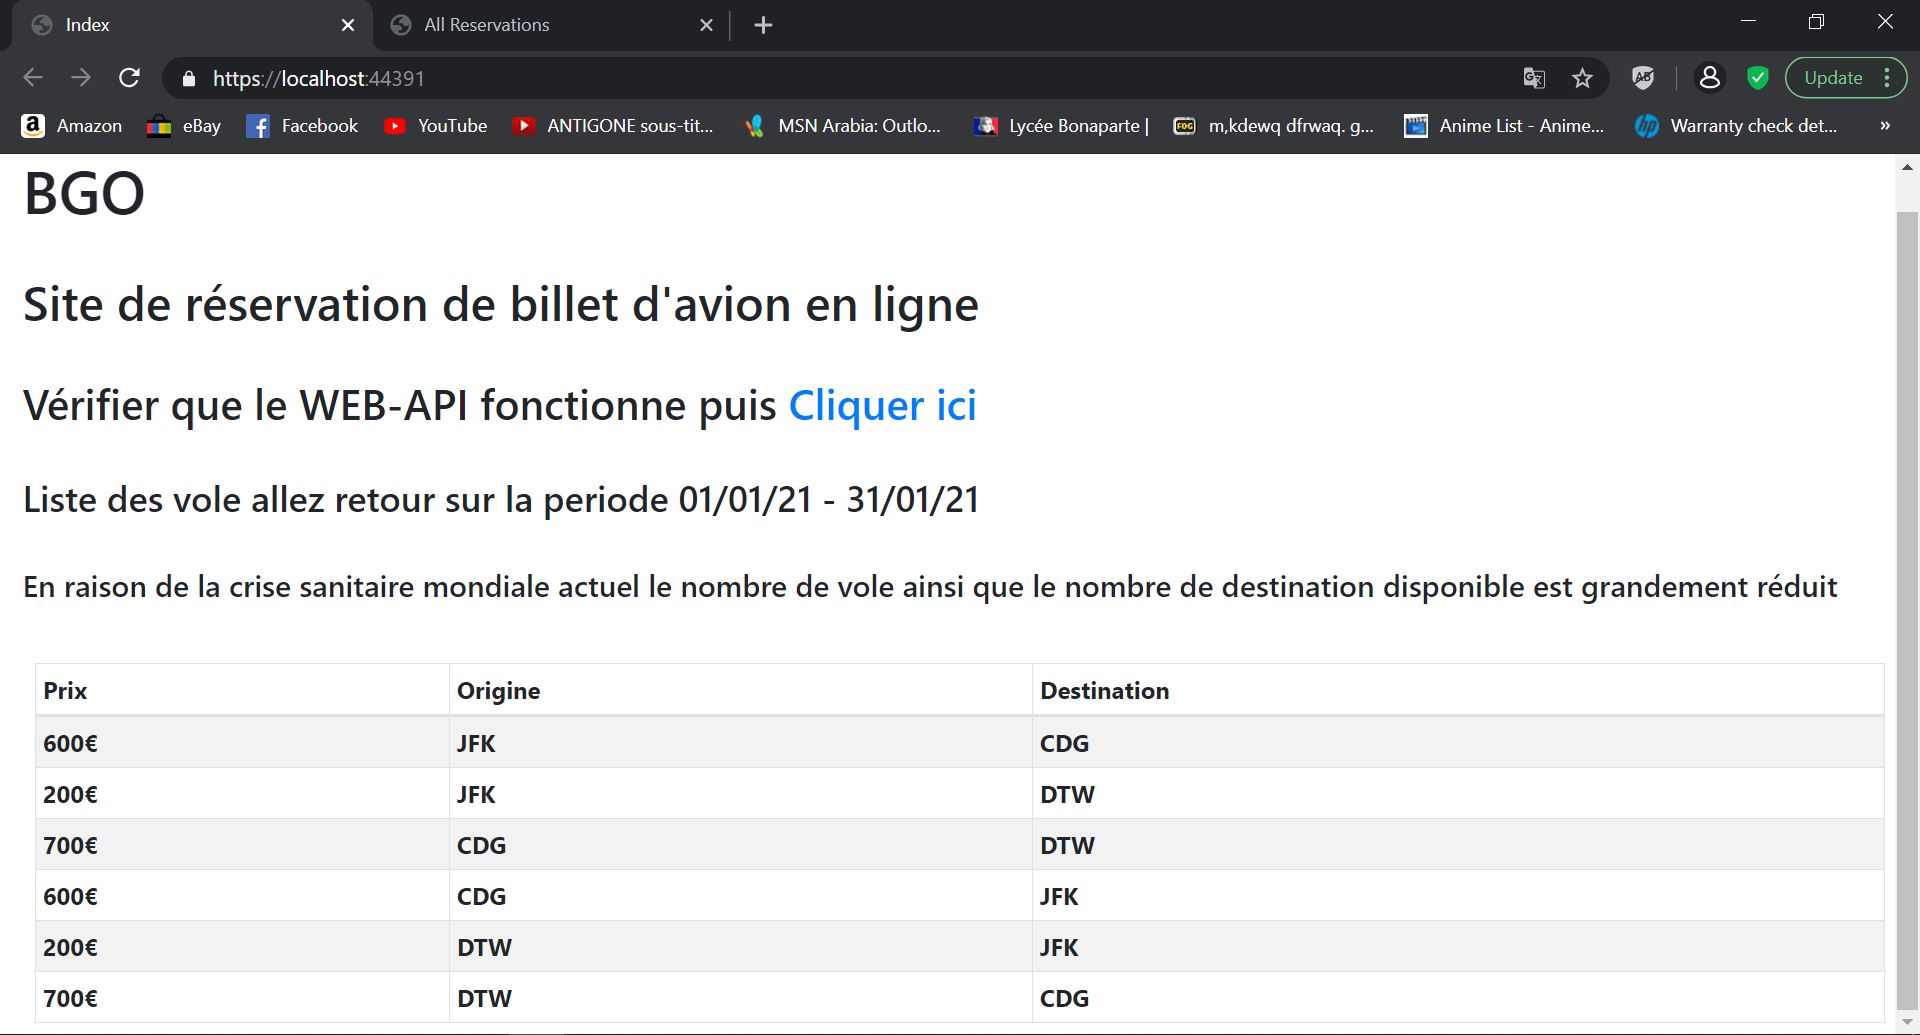 Index
All Reservations
https://localhost:44391
Update
Amazon
eBay
Facebook
YouTube
ANTIGONE sous-tit...
MSN Arabia: Outlo...
Lycée Bonaparte |
m,kdewq dfrwaq. g...
Anime List - Anime...
Warranty check det...
»
BGO
Site de réservation de billet d'avion en ligne
Vérifier que le WEB-API fonctionne puis Cliquer ici
Liste des vole allez retour sur la periode 01/01/21 - 31/01/21
En raison de la crise sanitaire mondiale actuel le nombre de vole ainsi que le nombre de destination disponible est grandement réduit
Prix Origine Destination
600€ JFK CDG
200€ JFK DTW
700€ CDG DTW
600€ CDG JFK
200€ DTW JFK
700€ DTW CDG